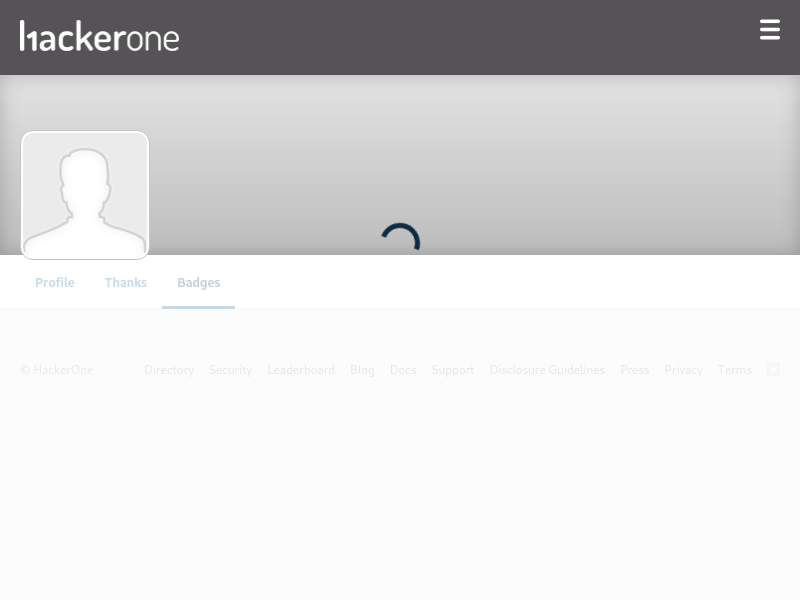 hackerone
Profile Thanks Badges
© HackerOne Directory Security Leaderboard Blog Docs Support Disclosure Guidelines Press Privacy Terms